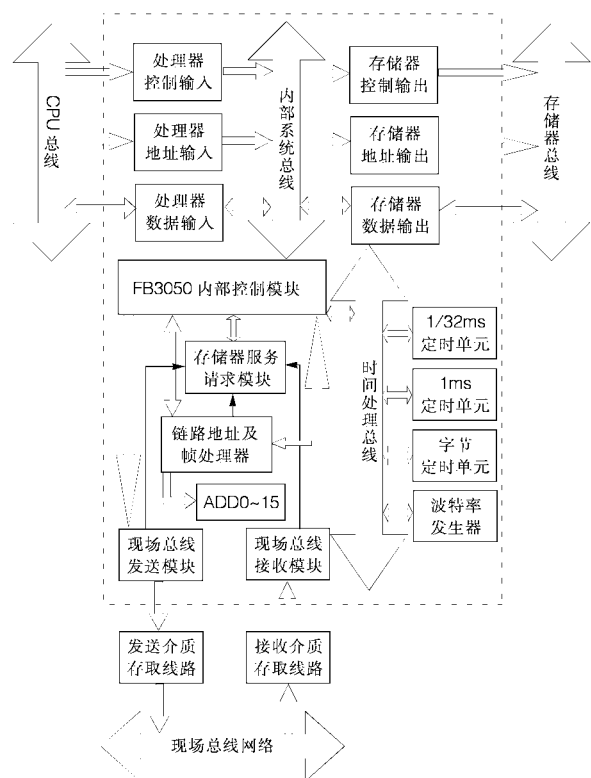 处理器
控制输入
存储器
控制输出
CPU 总线
内部系统总线
存储器总线
处理器
地址输入
存储器
地址输出
处理器
数据输入
存储器
数据输出
FB3050 内部控制模块
1/32ms
定时单元
存储器服务
请求模块
时间处理总线
1ms
定时单元
链路地址及
帧处理器
字节
定时单元
ADD0~15
波特率
发生器
现场总线
发送模块
现场总线
接收模块
发送介质
存取线路
接收介质
存取线路
现场总线网络